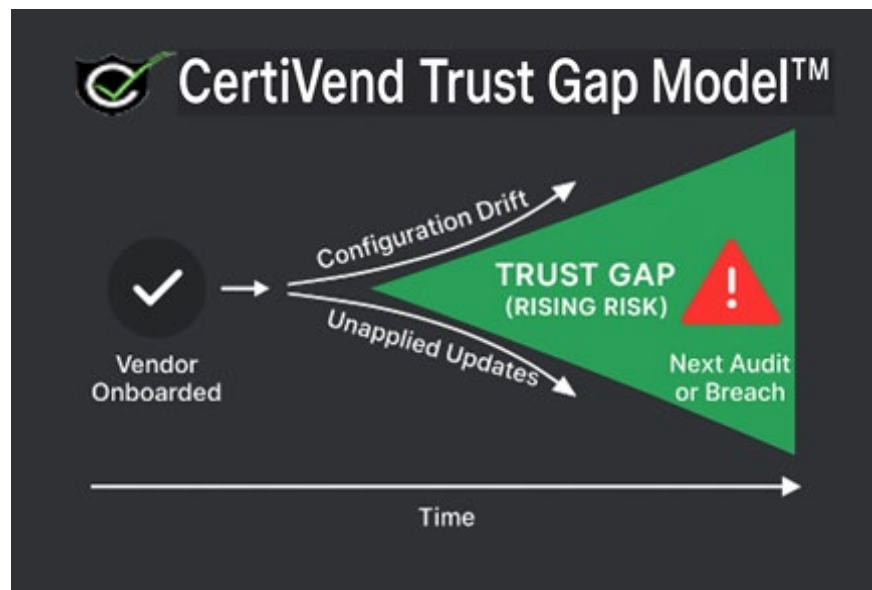 CertiVend Trust Gap Model™
Configuration Drift
TRUST GAP
(RISING RISK)
Unapplied Updates
Vendor
Onboarded
Next Audit
or Breach
Time